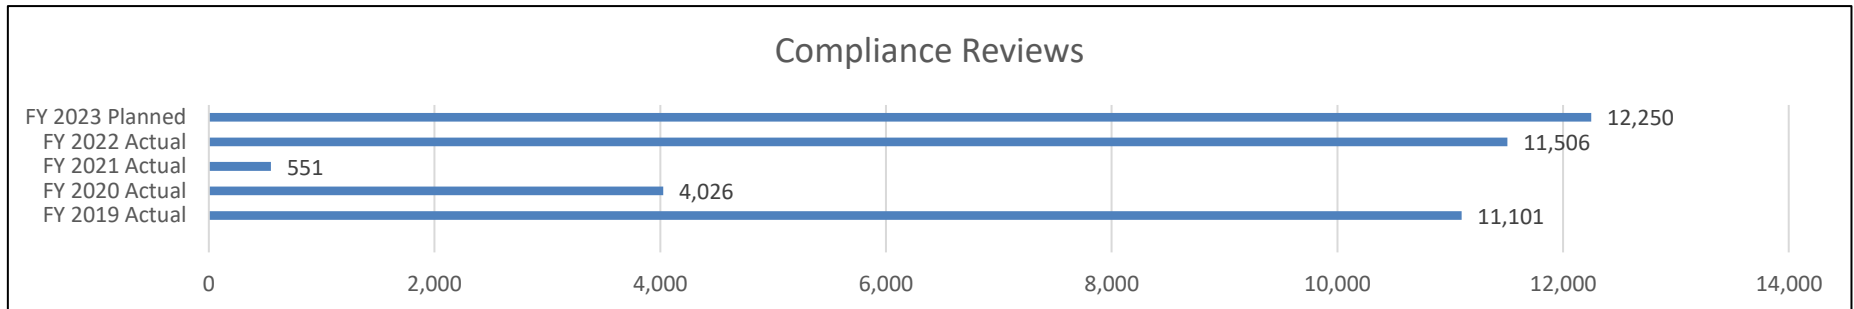 Compliance Reviews
FY 2023 Planned 12,250
FY 2022 Actual 11,506
FY 2021 Actual 551
FY 2020 Actual 4,026
FY 2019 Actual 11,101
0 2,000 4,000 6,000 8,000 10,000 12,000 14,000